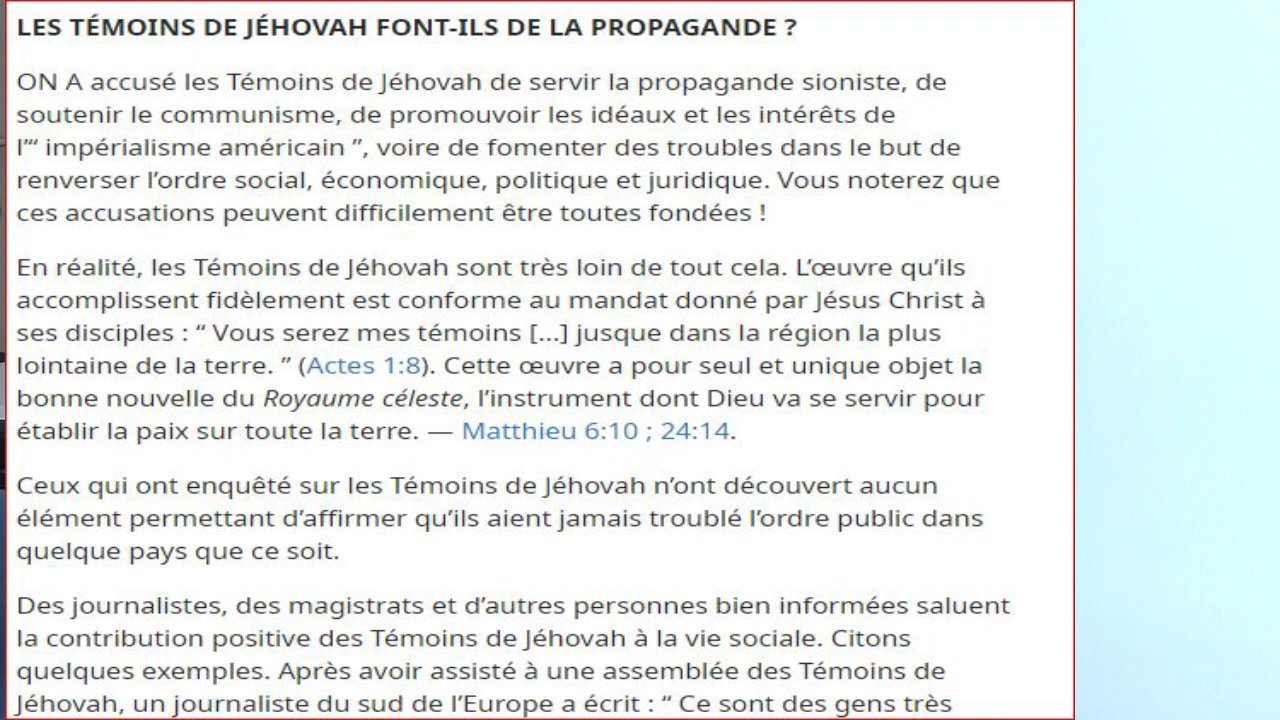 LES TÉMOINS DE JÉHOVAH FONT-ILS DE LA PROPAGANDE ?
ON A accusé les Témoins de Jéhovah de servir la propagande sioniste, de
soutenir le communisme, de promouvoir les idéaux et les intérêts de
l’“ impérialisme américain ”, voire de fomenter des troubles dans le but de
renverser l’ordre social, économique, politique et juridique. Vous noterez que
ces accusations peuvent difficilement être toutes fondées !
En réalité, les Témoins de Jéhovah sont très loin de tout cela. L’œuvre qu’ils
accomplissent fidèlement est conforme au mandat donné par Jésus Christ à
ses disciples : “ Vous serez mes témoins [...] jusque dans la région la plus
lointaine de la terre. ” (Actes 1:8). Cette œuvre a pour seul et unique objet la
bonne nouvelle du Royaume céleste, l’instrument dont Dieu va se servir pour
établir la paix sur toute la terre. — Matthieu 6:10 ; 24:14.
Ceux qui ont enquêté sur les Témoins de Jéhovah n’ont découvert aucun
élément permettant d’affirmer qu’ils aient jamais troublé l’ordre public dans
quelque pays que ce soit.
Des journalistes, des magistrats et d’autres personnes bien informées saluent
la contribution positive des Témoins de Jéhovah à la vie sociale. Citons
quelques exemples. Après avoir assisté à une assemblée des Témoins de
Jéhovah, un journaliste du sud de l’Europe a écrit : “ Ce sont des gens très